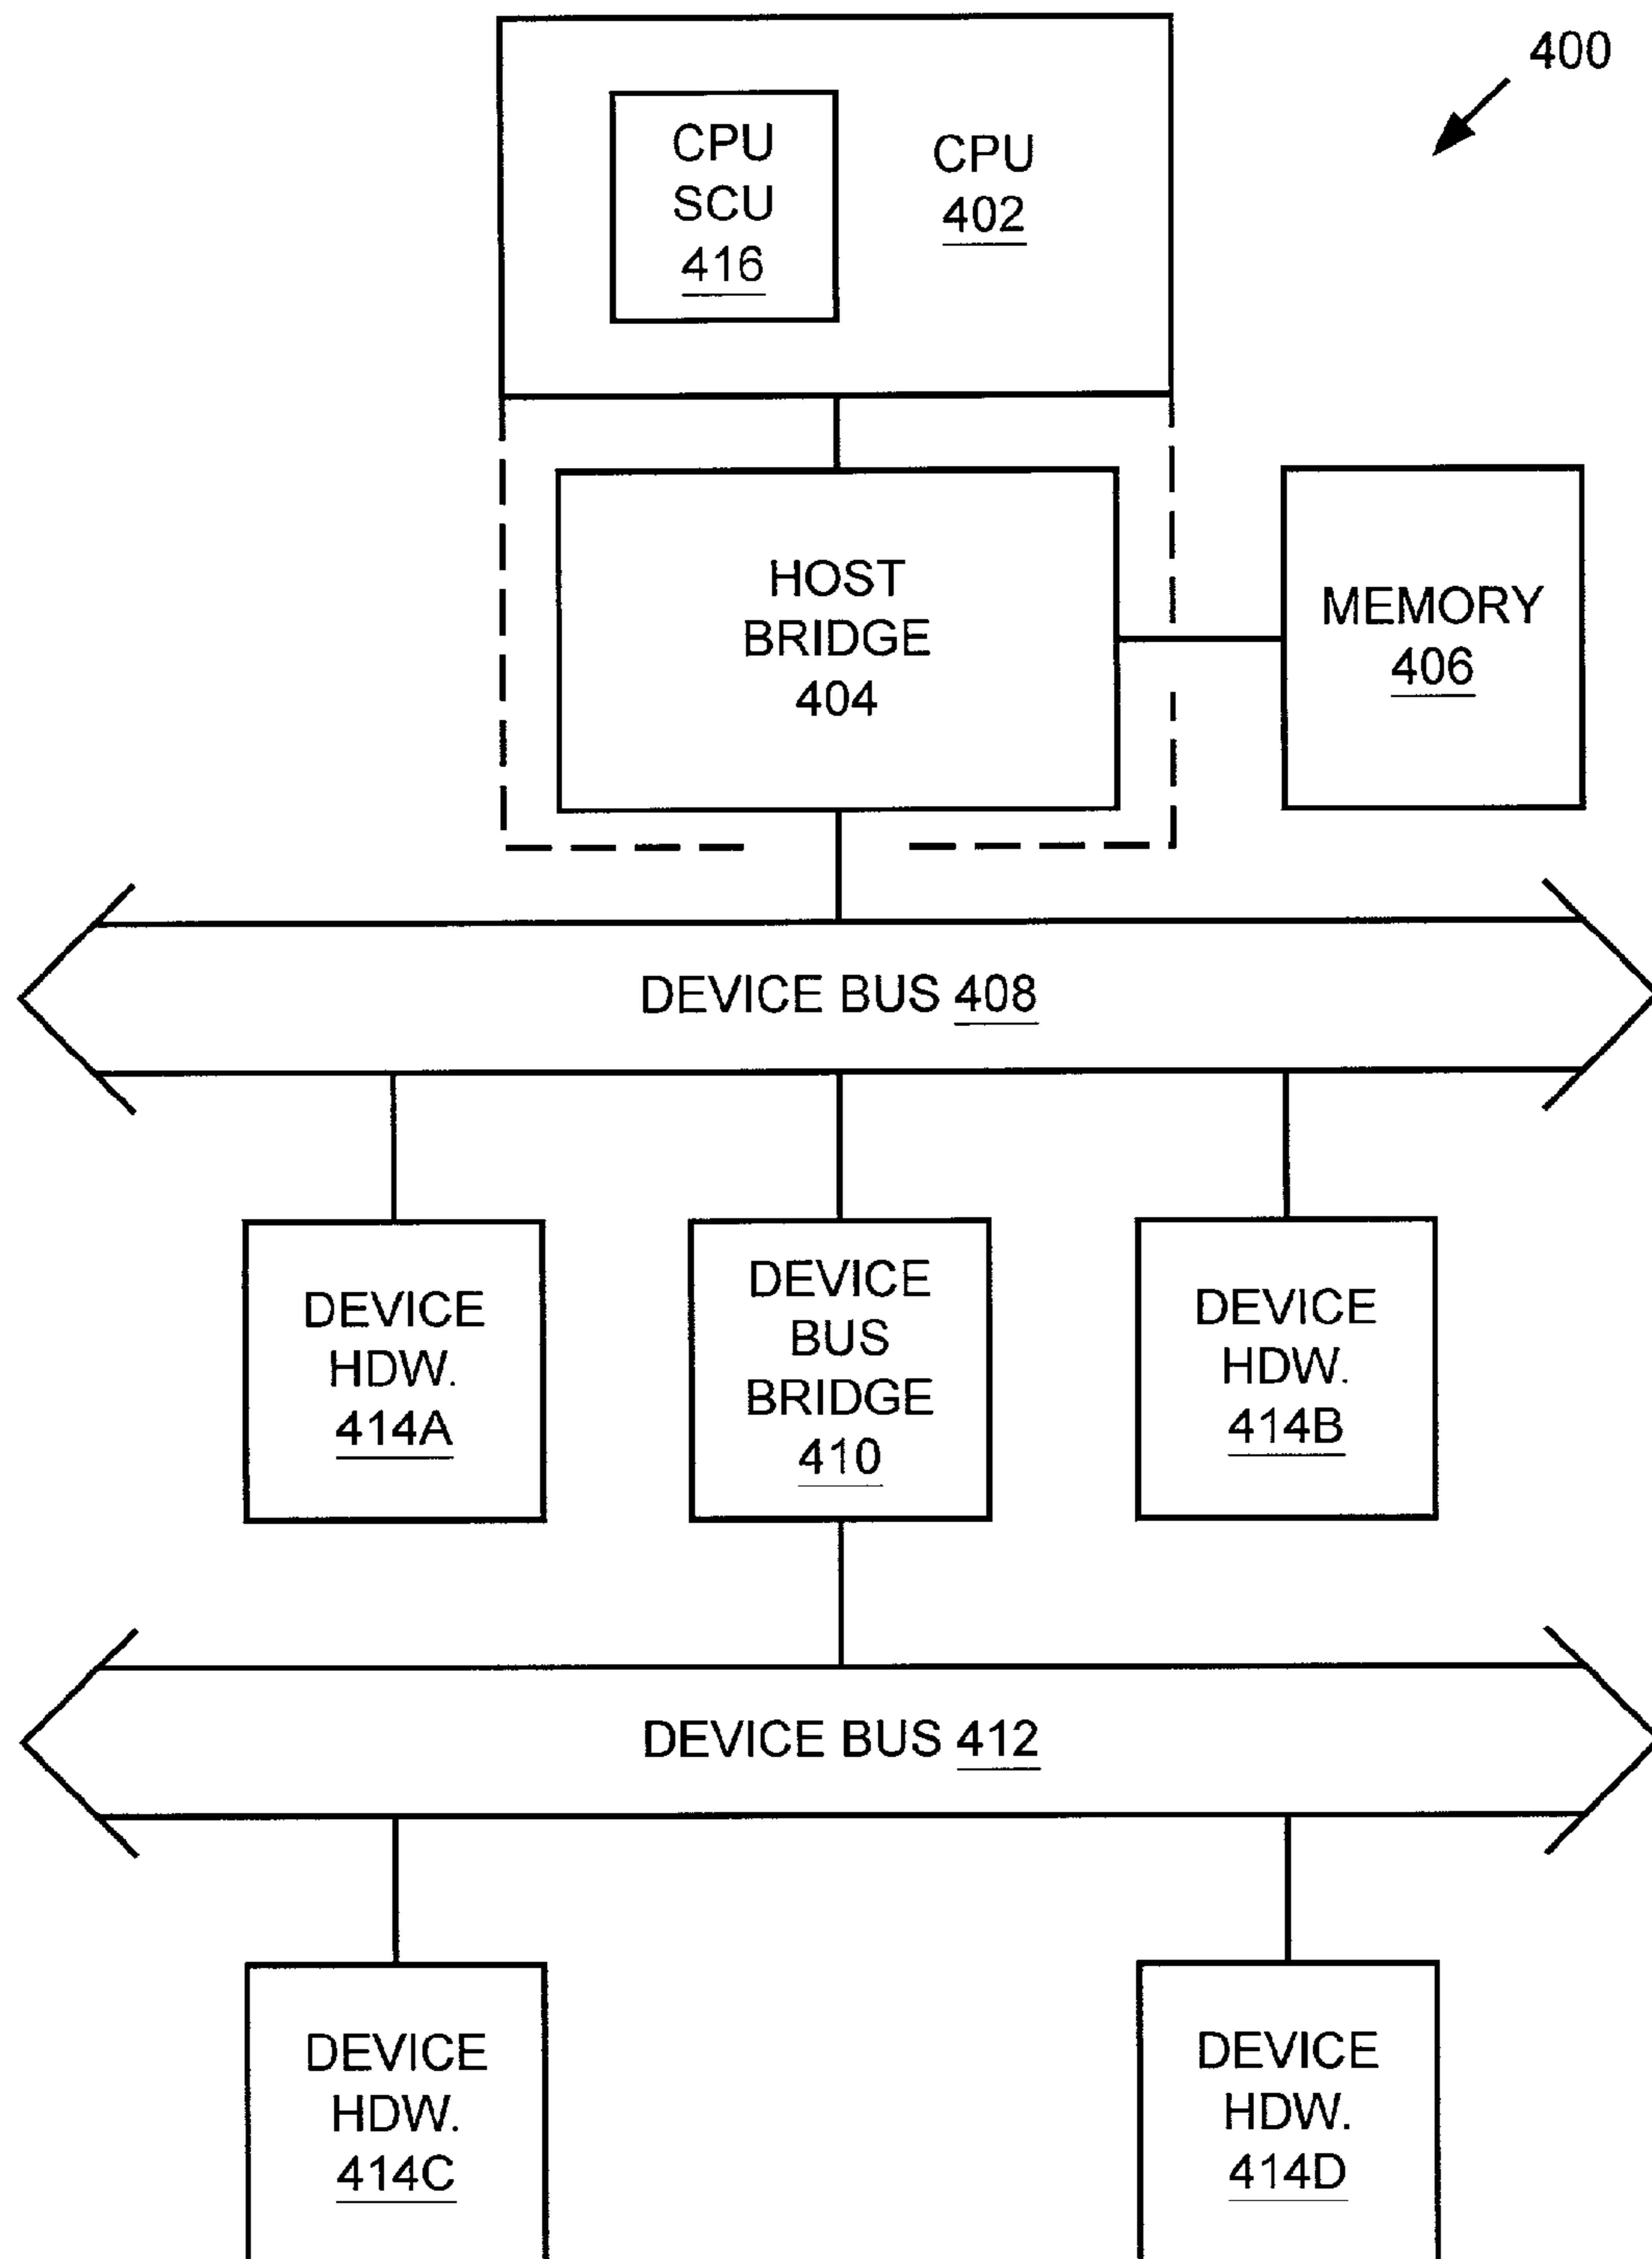 400
CPU
SCU
416
CPU
402
HOST
BRIDGE
404
MEMORY
406
DEVICE BUS 408
DEVICE
HDW.
414A
DEVICE
BUS
BRIDGE
410
DEVICE
HDW.
414B
DEVICE BUS 412
DEVICE
HDW.
414C
DEVICE
HDW.
414D